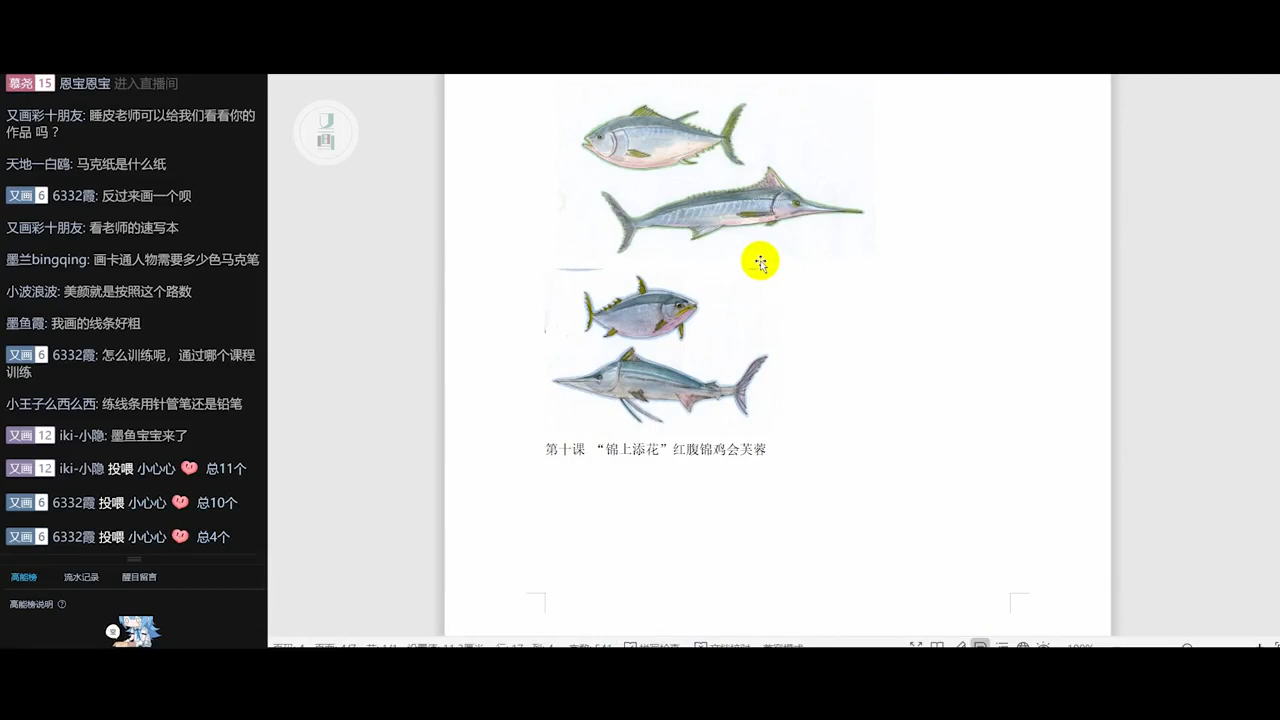 慕尧 15 恩宝恩宝 进入直播间
又画彩十朋友: 睡皮老师可以给我们看看你的
作品 吗 ?
天地一白鸥: 马克纸是什么纸
又画 6 6332霞: 反过来画一个呗
又画彩十朋友: 看老师的速写本
墨兰bingqing: 画卡通人物需要多少色马克笔
小波浪波: 美颜就是按照这个路数
墨鱼霞: 我画的线条好粗
又画 6 6332霞: 怎么训练呢，通过哪个课程
训练
小王子么西么西: 练线条用针管笔还是铅笔
又画 12 iki-小隐: 墨鱼宝宝来了
又画 12 iki-小隐 投喂 小心心 总11个
又画 6 6332霞 投喂 小心心 总10个
又画 6 6332霞 投喂 小心心 总4个
高能榜 流水记录 醒目留言
高能榜说明 ?
第十课 “锦上添花”红腹锦鸡会芙蓉